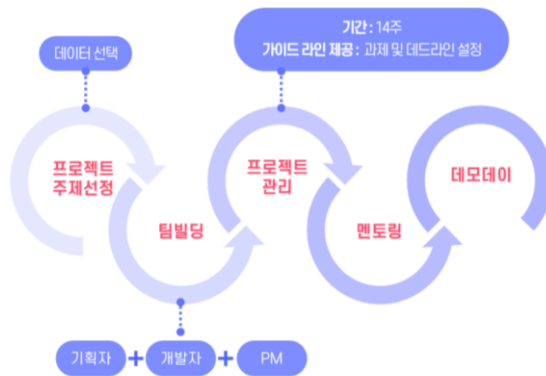 기간 : 14주
가이드 라인 제공 : 과제 및 데드라인 설정
데이터 선택
프로젝트
주제선정
팀빌딩
프로젝트
관리
멘토링
데모데이
기획자 + 개발자 + PM